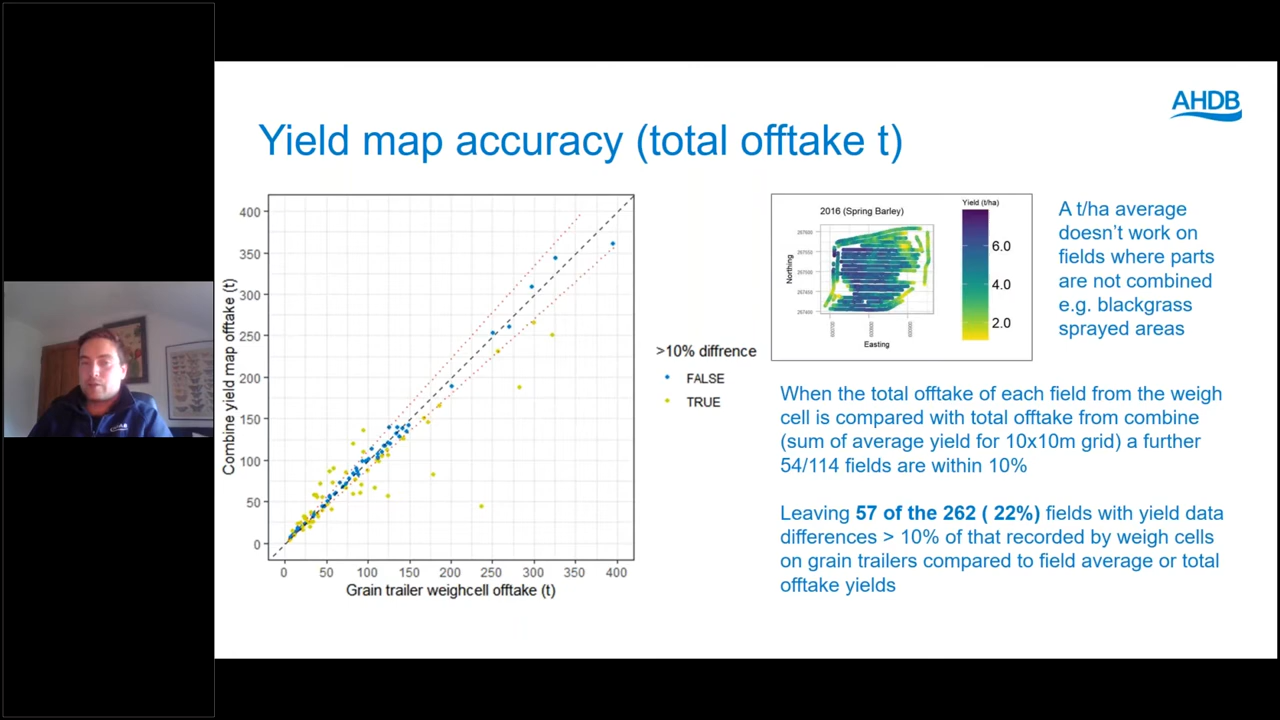 AHDB
Yield map accuracy (total offtake t)
400
350
300
250
200
150
100
50
0
Combine yield map offtake (t)
0 50 100 150 200 250 300 350 400
Grain trailer weighcell offtake (t)
>10% diffrence
FALSE
TRUE
2016 (Spring Barley)
Northing
Easting
Yield (t/ha)
6.0
4.0
2.0
A t/ha average
doesn't work on
fields where parts
are not combined
e.g. blackgrass
sprayed areas
When the total offtake of each field from the weigh
cell is compared with total offtake from combine
(sum of average yield for 10x10m grid) a further
54/114 fields are within 10%
Leaving 57 of the 262 ( 22%) fields with yield data
differences > 10% of that recorded by weigh cells
on grain trailers compared to field average or total
offtake yields